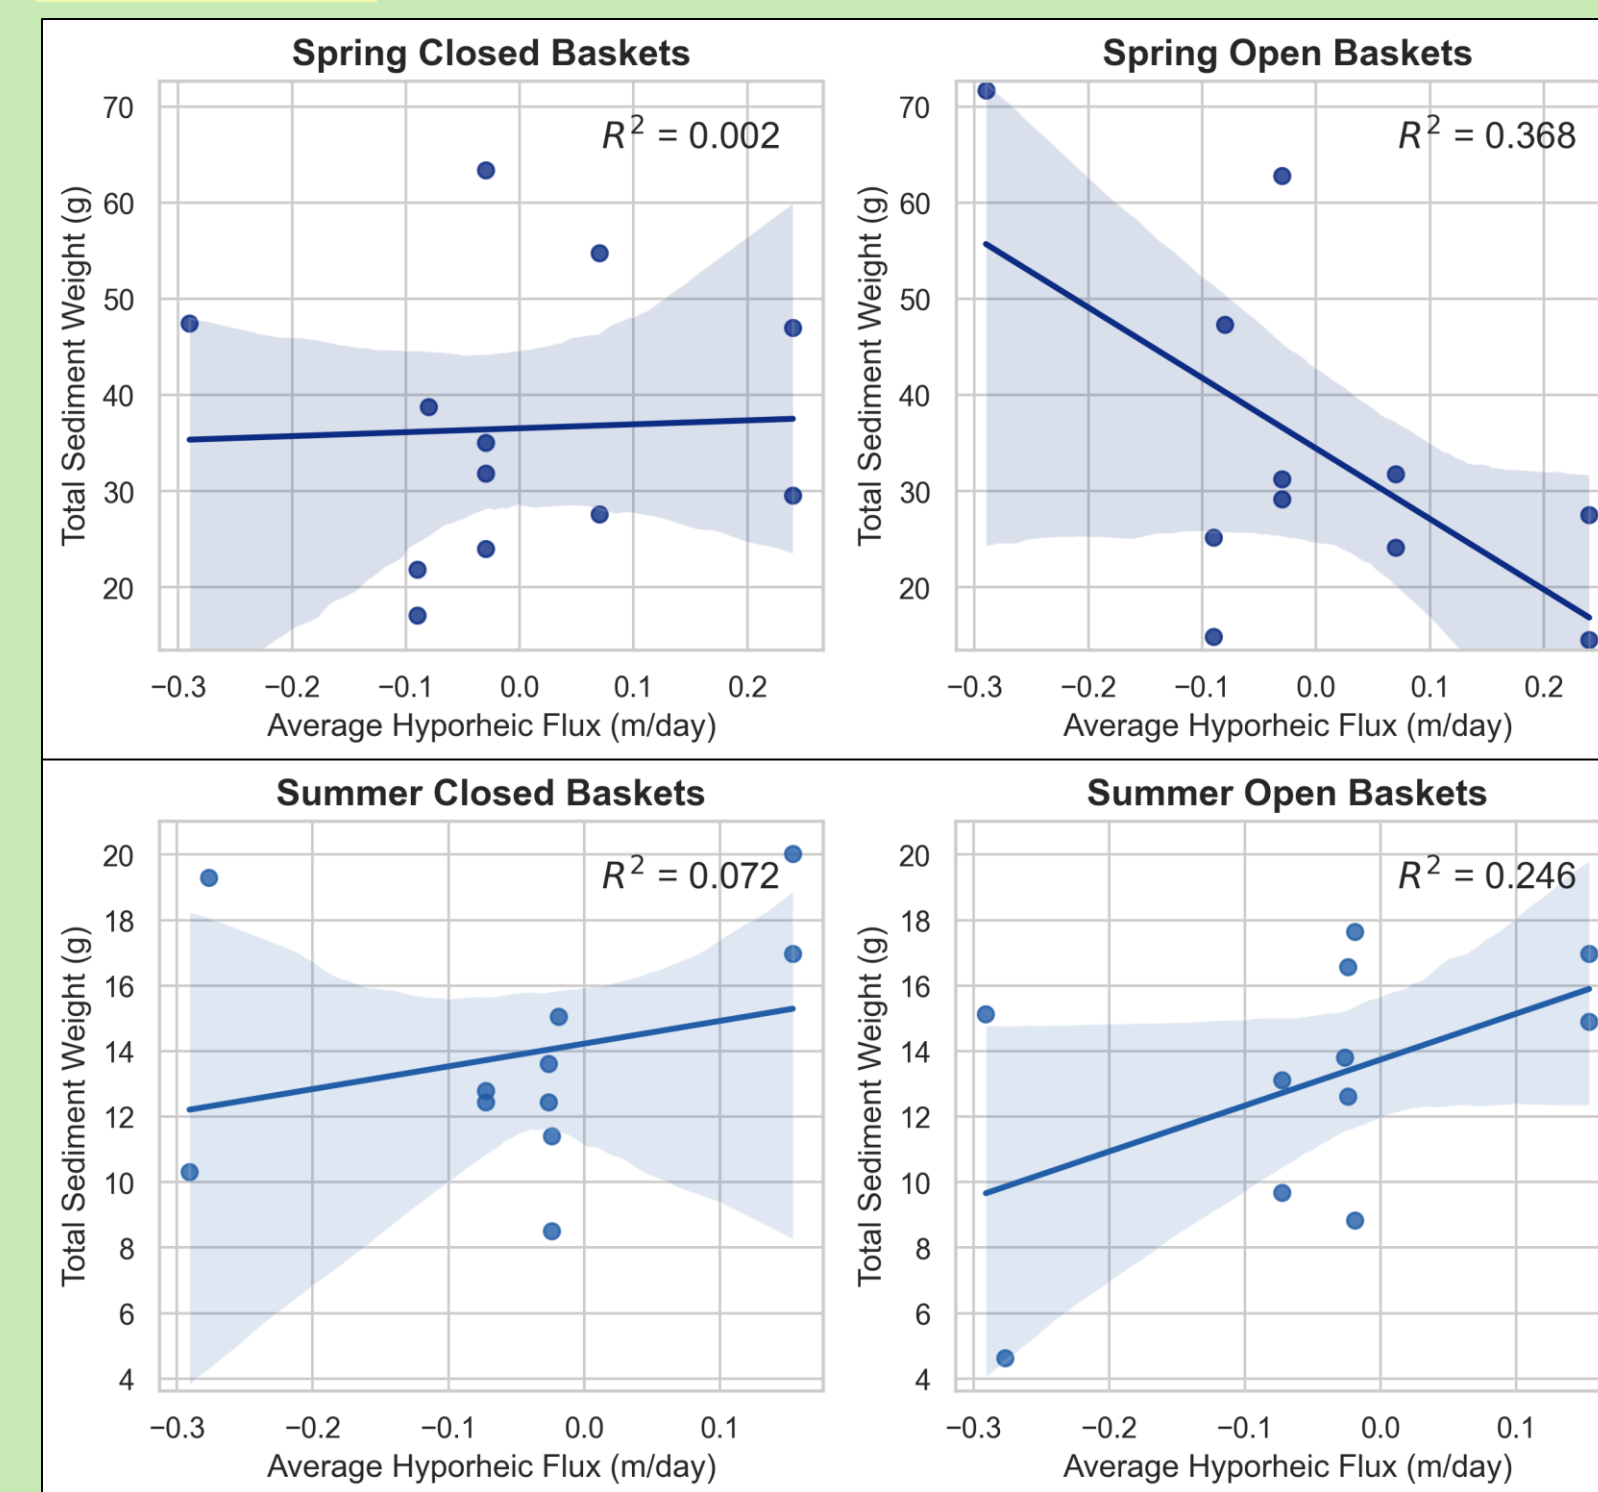 Spring Closed Baskets
R² = 0.002
Total Sediment Weight (g)
70
60
50
40
30
20
−0.3 −0.2 −0.1 0.0 0.1 0.2
Average Hyporheic Flux (m/day)
Spring Open Baskets
R² = 0.368
Total Sediment Weight (g)
70
60
50
40
30
20
−0.3 −0.2 −0.1 0.0 0.1 0.2
Average Hyporheic Flux (m/day)
Summer Closed Baskets
R² = 0.072
Total Sediment Weight (g)
20
18
16
14
12
10
8
6
4
−0.3 −0.2 −0.1 0.0 0.1
Average Hyporheic Flux (m/day)
Summer Open Baskets
R² = 0.246
Total Sediment Weight (g)
20
18
16
14
12
10
8
6
4
−0.3 −0.2 −0.1 0.0 0.1
Average Hyporheic Flux (m/day)